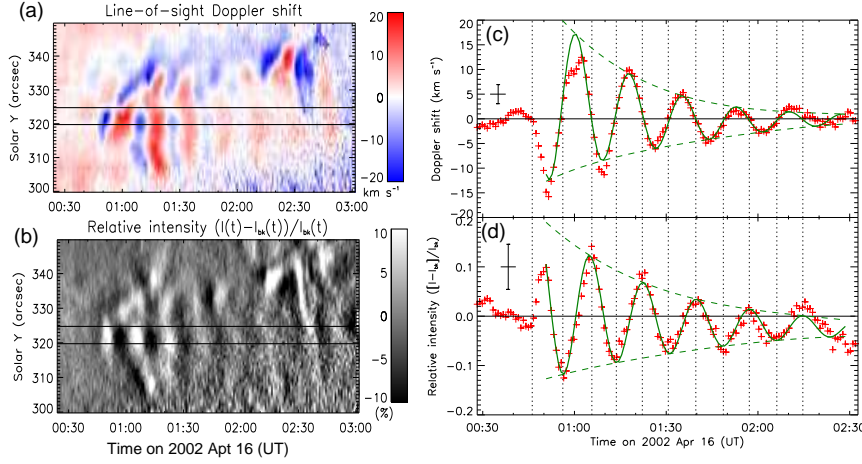 (a) Line-of-sight Doppler shift
340
330
320
310
300
Solar Y (arcsec)
00:30 01:00 01:30 02:00 02:30 03:00
20
10
0
-10
-20
km s⁻¹
(b) Relative intensity (I(t)-I_bk(t))/I_bk(t)
340
330
320
310
300
Solar Y (arcsec)
00:30 01:00 01:30 02:00 02:30 03:00
Time on 2002 Apt 16 (UT)
10
5
0
-5
-10
(%)
(c)
20
15
10
5
0
-5
-10
-15
-20
Doppler shift (km s⁻¹)
(d)
0.2
0.1
0.0
-0.1
-0.2
Relative intensity ([I-I_bk]/I_bk)
01:00 01:30 02:00 02:30
Time on 2002 Apr 16 (UT)